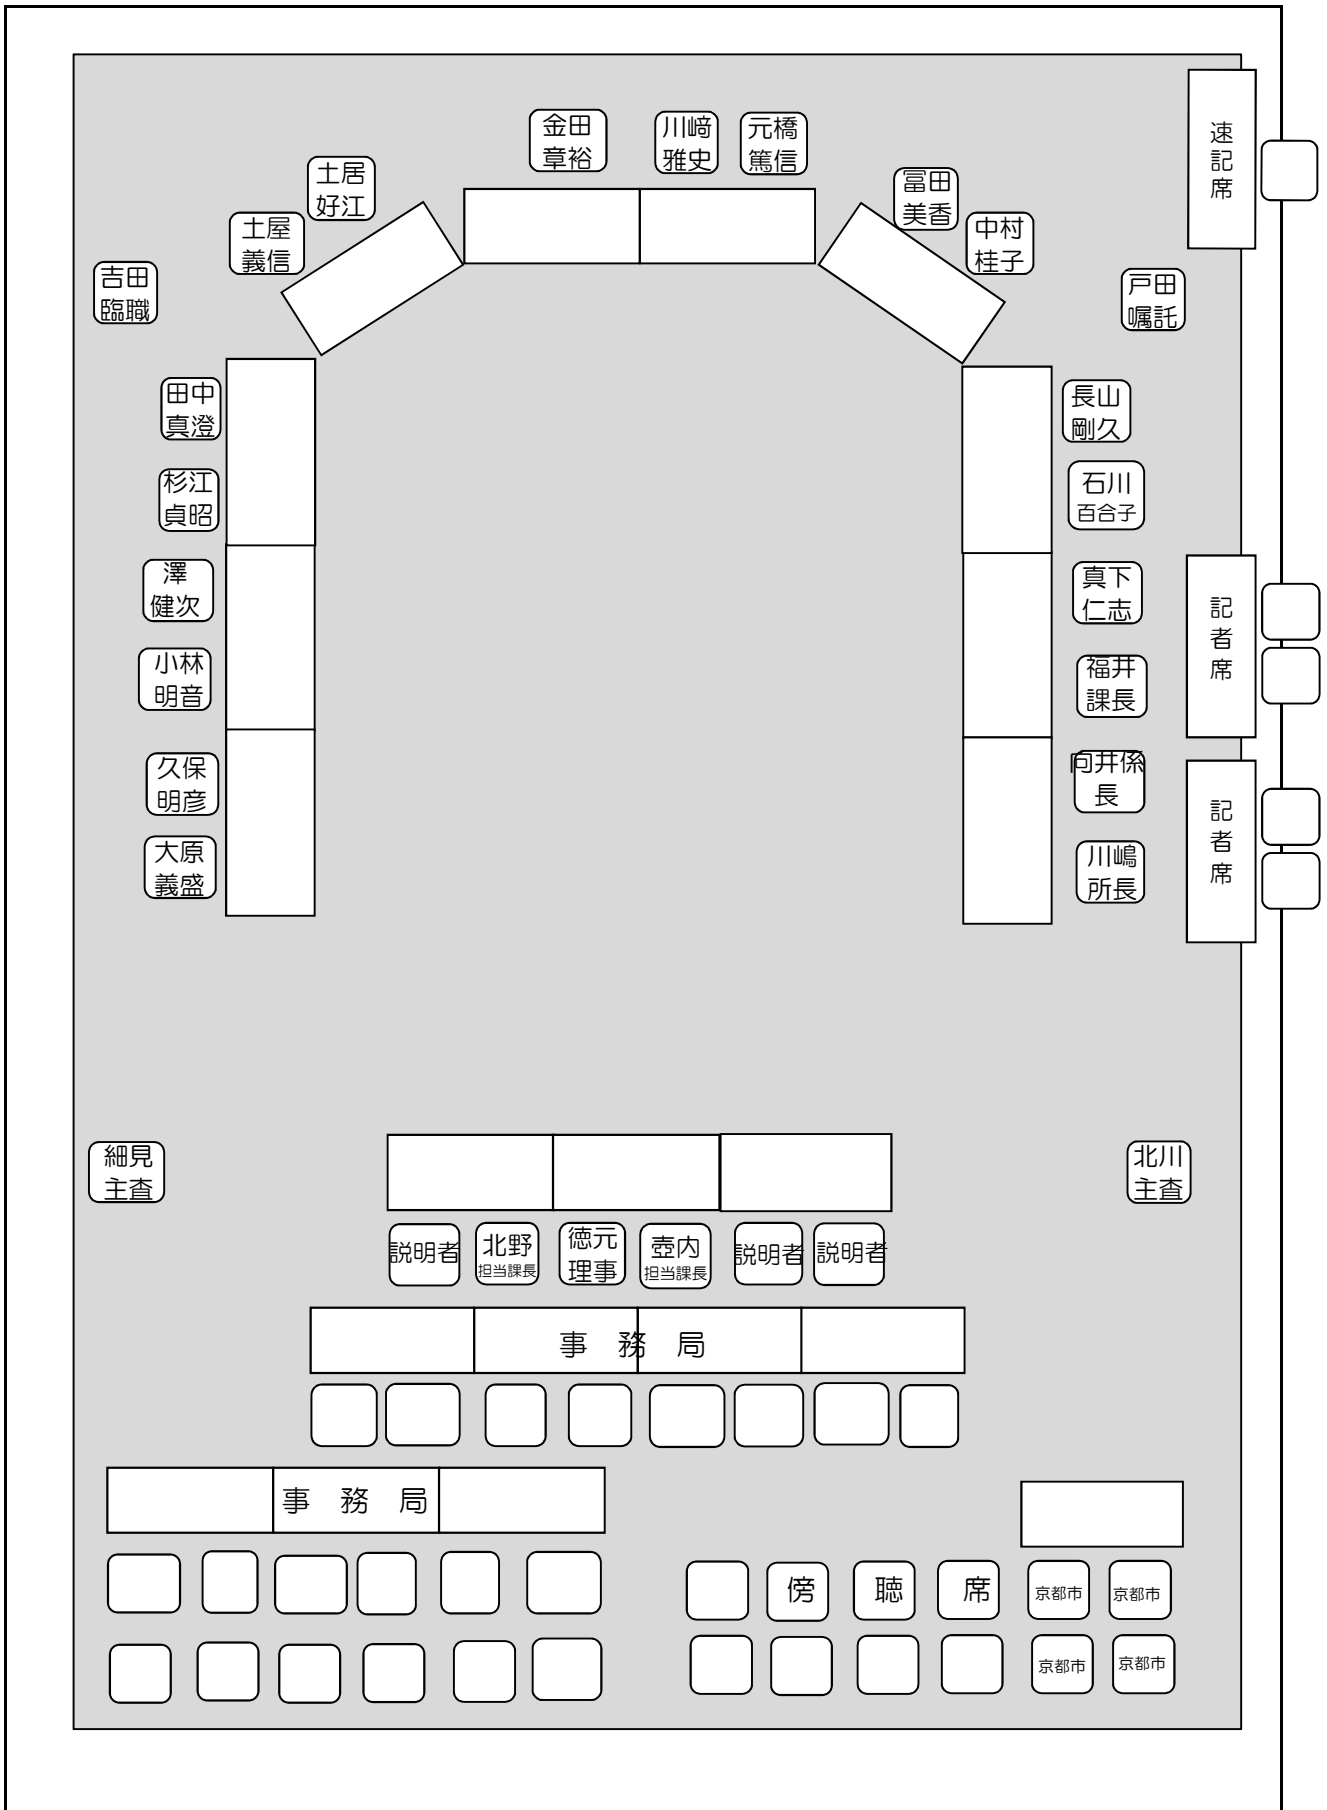 金田
章裕
川﨑
雅史
元橋
篤信
土居
好江
冨田
美香
土屋
義信
中村
桂子
速
記
席
吉田
臨職
戸田
嘱託
田中
真澄
長山
剛久
杉江
貞昭
石川
百合子
澤
健次
真下
仁志
小林
明音
福井
課長
久保
明彦
向井係
長
大原
義盛
川嶋
所長
記
者
席
記
者
席
細見
主査
北川
主査
説明者
北野
担当課長
徳元
理事
壺内
担当課長
説明者
説明者
事　務　局
事　務　局
傍　聴　席
京都市
京都市
京都市
京都市